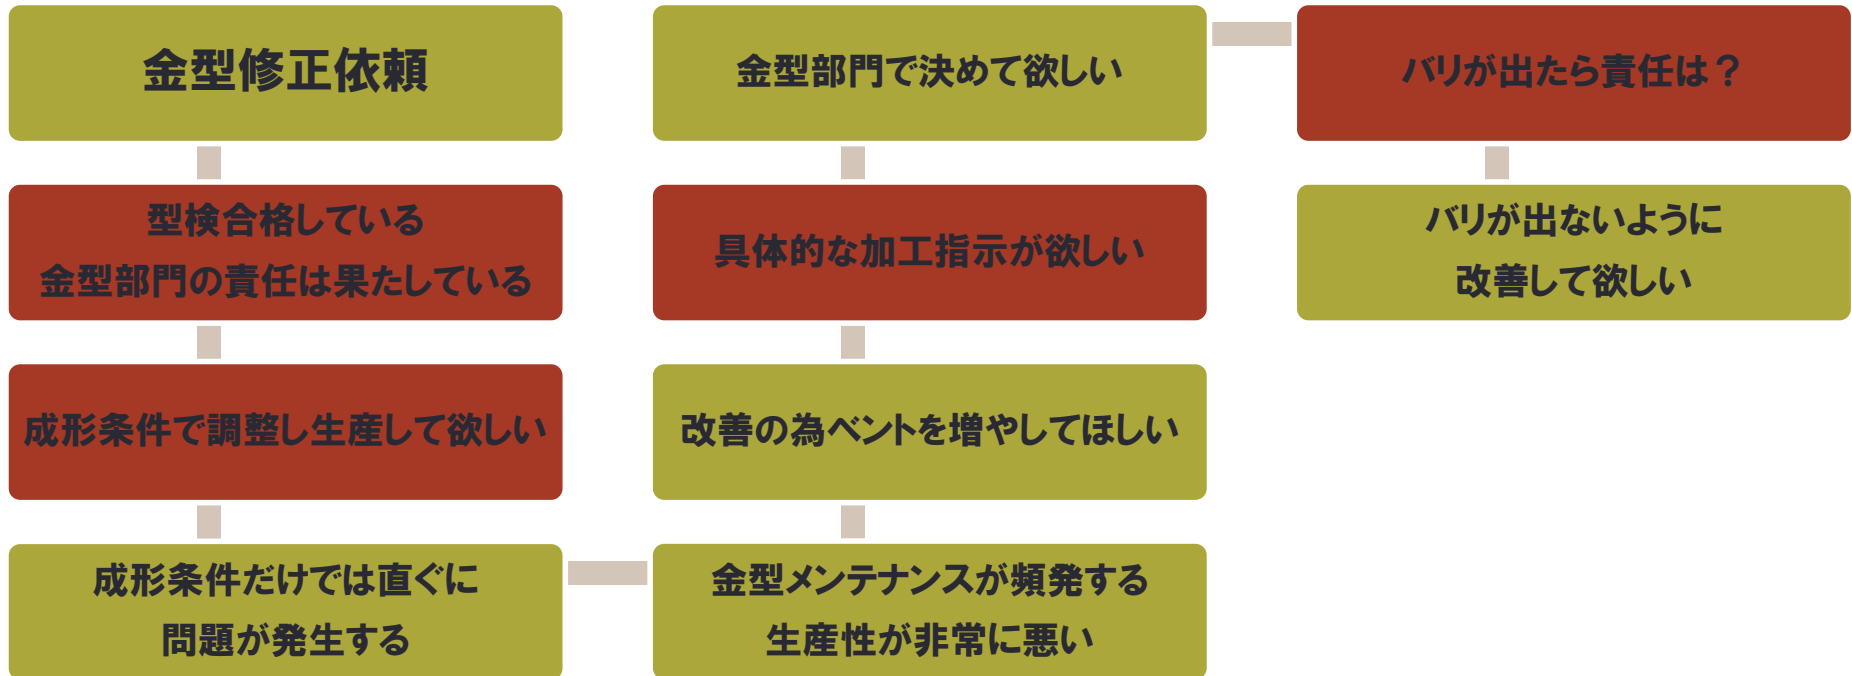 金型修正依頼
型検合格している
金型部門の責任は果たしている
成形条件で調整し生産して欲しい
成形条件だけでは直ぐに
問題が発生する
金型メンテナンスが頻発する
生産性が非常に悪い
改善の為ベントを増やしてほしい
具体的な加工指示が欲しい
金型部門で決めて欲しい
バリが出たら責任は？
バリが出ないように
改善して欲しい